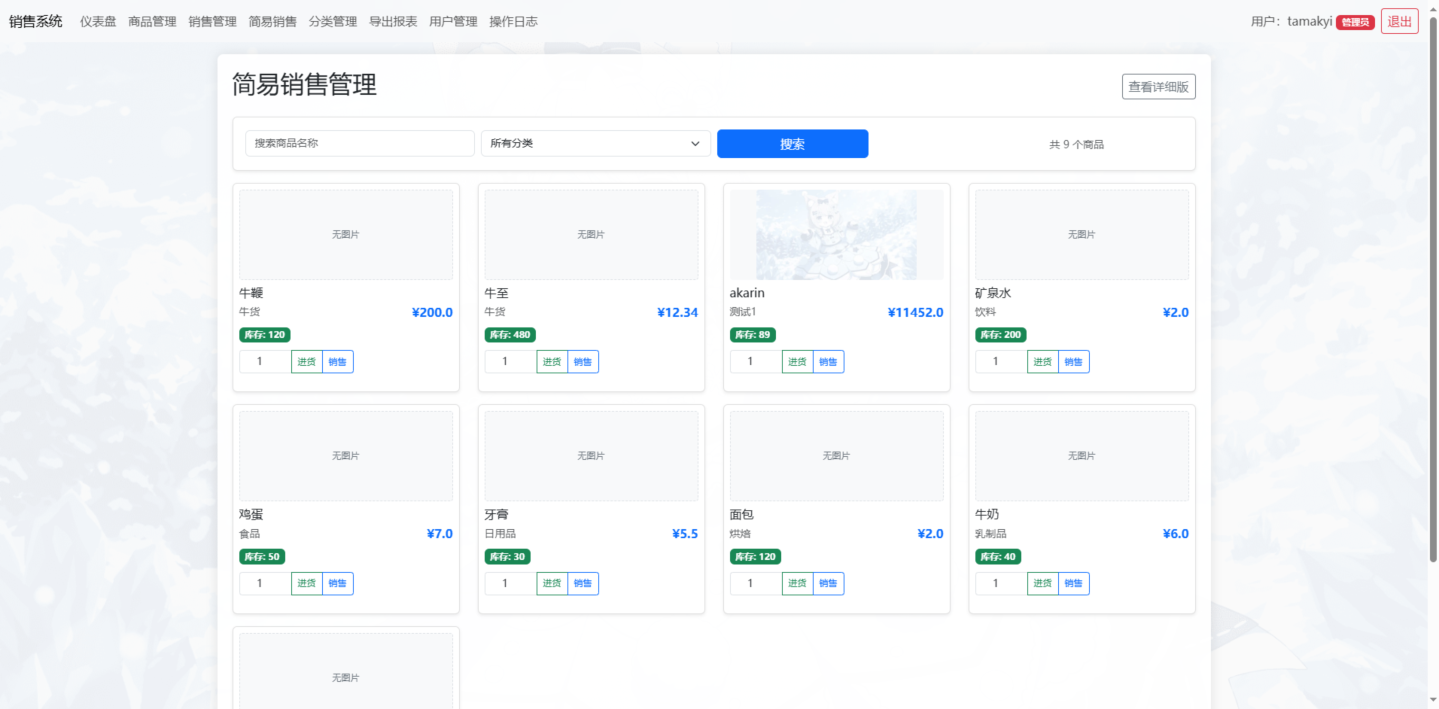 销售系统 仪表盘 商品管理 销售管理 简易销售 分类管理 导出报表 用户管理 操作日志 用户：tamakyi 管理员 退出
简易销售管理 查看详细版
搜索商品名称 所有分类 搜索 共 9 个商品
无图片 无图片 无图片
牛鞭 牛至 akarin 矿泉水
牛货 ¥200.0 牛货 ¥12.34 测试1 ¥11452.0 饮料 ¥2.0
库存: 120 库存: 480 库存: 89 库存: 200
1 进货 销售 1 进货 销售 1 进货 销售 1 进货 销售
无图片 无图片 无图片 无图片
鸡蛋 牙膏 面包 牛奶
食品 ¥7.0 日用品 ¥5.5 烘焙 ¥2.0 乳制品 ¥6.0
库存: 50 库存: 30 库存: 120 库存: 40
1 进货 销售 1 进货 销售 1 进货 销售 1 进货 销售
无图片